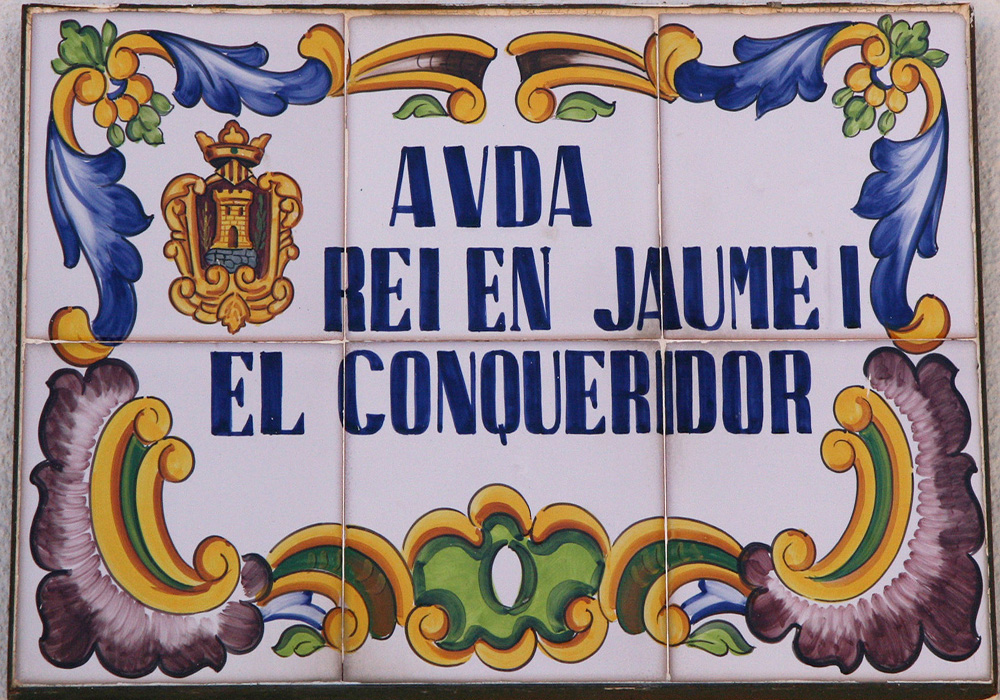 AVDA
REI EN JAUME I
EL CONQUERIDOR